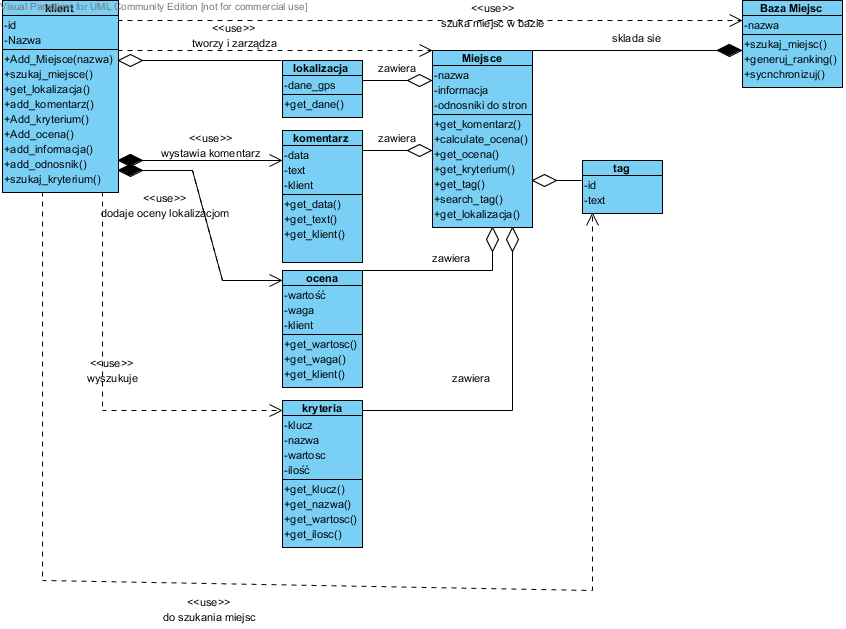 Visual Paradigm for UML Community Edition [not for commercial use]
klient
-id
-Nazwa
+Add_Miejsce(nazwa)
+szukaj_miejsce()
+get_lokalizacja()
+add_komentarz()
+Add_kryterium()
+Add_ocena()
+add_informacja()
+add_odnosnik()
+szukaj_kryterium()
<<use>>
tworzy i zarzadza
<<use>>
szuka miejsc w bazie
Baza Miejsc
-nazwa
+szukaj_miejsc()
+generuj_ranking()
+sycnchronizuj()
sklada sie
lokalizacja
-dane_gps
+get_dane()
zawiera
Miejsce
-nazwa
-informacja
-odnosniki do stron
+get_komentarz()
+calculate_ocena()
+get_ocena()
+get_kryterium()
+get_tag()
+search_tag()
+get_lokalizacja()
<<use>>
wystawia komentarz
komentarz
-data
-text
-klient
+get_data()
+get_text()
+get_klient()
zawiera
tag
-id
-text
<<use>>
dodaje oceny lokalizacjom
ocena
-wartość
-waga
-klient
+get_wartosc()
+get_waga()
+get_klient()
zawiera
<<use>>
wyszukuje
kryteria
-klucz
-nazwa
-wartosc
-ilość
+get_klucz()
+get_nazwa()
+get_wartosc()
+get_ilosc()
zawiera
<<use>>
do szukania miejsc